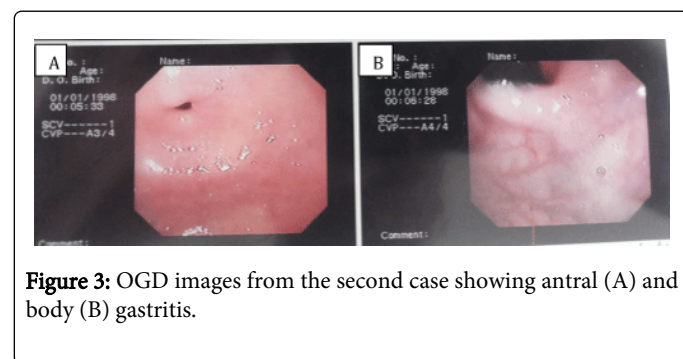 A
No.:
Name:
Age:
D. O. Birth:
01/01/1998
00:05:33
SCV------1
CVP---A3/4
Comment:
B
No.:
Name:
Age:
D. O. Birth:
01/01/1998
00:06:28
SCV------1
CVP---A4/4
Comment:
Figure 3: OGD images from the second case showing antral (A) and
body (B) gastritis.